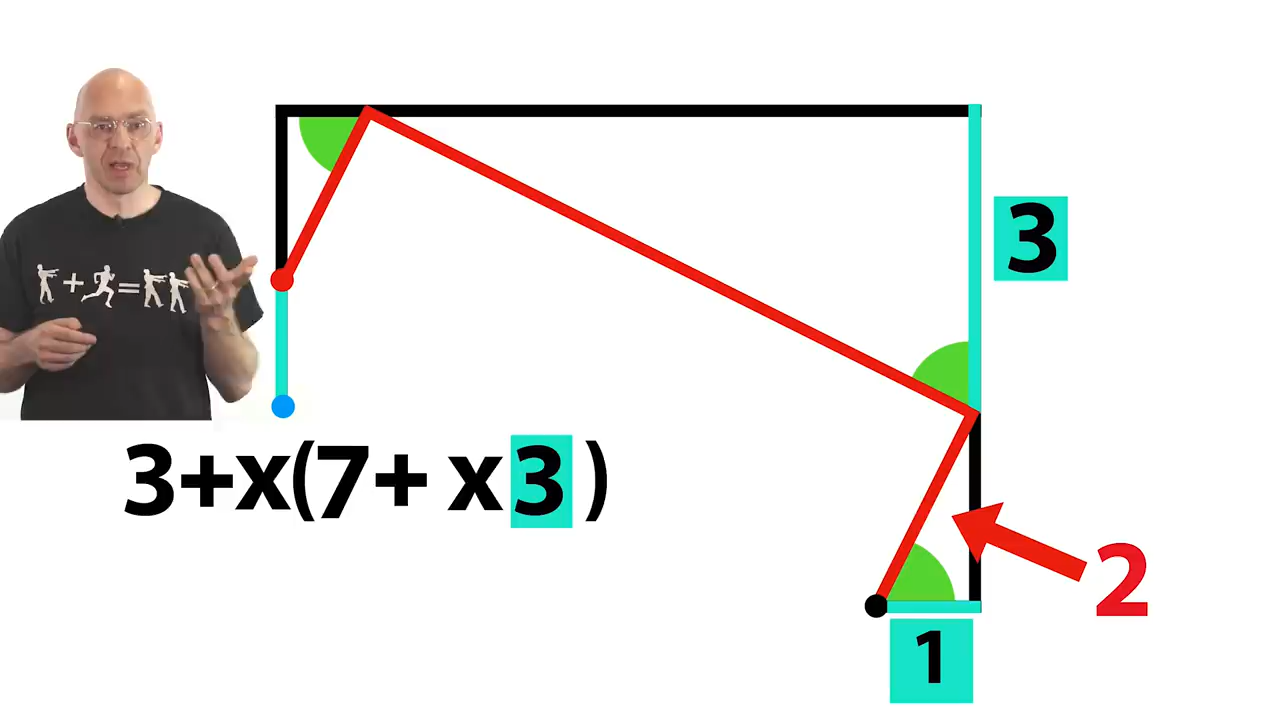 3
3+x(7+ x3)
2
1
+ =